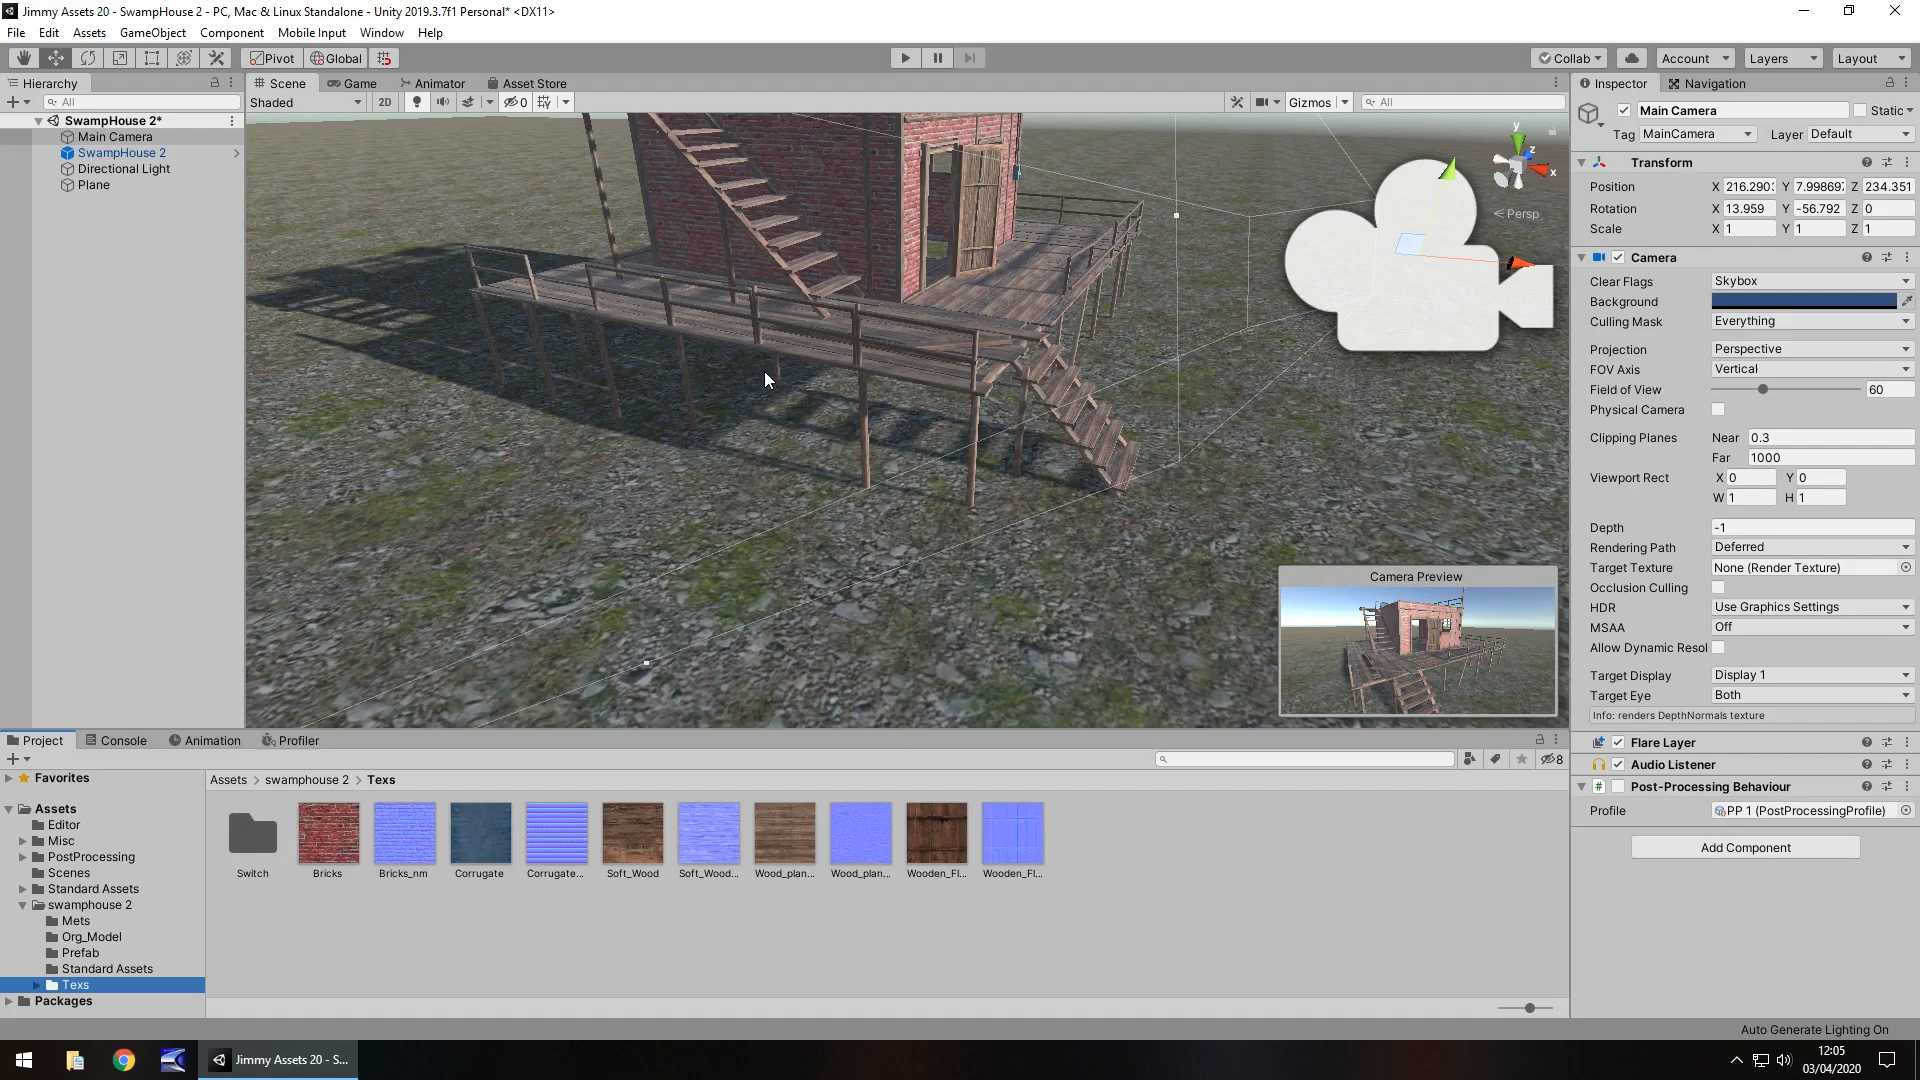 Jimmy Assets 20 - SwampHouse 2 - PC, Mac & Linux Standalone - Unity 2019.3.7f1 Personal* <DX11>
File Edit Assets GameObject Component Mobile Input Window Help
Pivot Global Collab Account Layers Layout
Hierarchy Scene Game Animator Asset Store Inspector Navigation
All Shaded 2D 0 Gizmos All Main Camera Static
SwampHouse 2*
Main Camera
SwampHouse 2
Directional Light
Plane
y z x
Persp
Tag MainCamera Layer Default
Transform
Position X 216.290 Y 7.99869 Z 234.351
Rotation X 13.959 Y -56.792 Z 0
Scale X 1 Y 1 Z 1
Camera
Clear Flags Skybox
Background
Culling Mask Everything
Projection Perspective
FOV Axis Vertical
Field of View 60
Physical Camera
Clipping Planes Near 0.3
Far 1000
Viewport Rect X 0 Y 0
W 1 H 1
Depth -1
Rendering Path Deferred
Target Texture None (Render Texture)
Occlusion Culling
HDR Use Graphics Settings
MSAA Off
Allow Dynamic Resol
Target Display Display 1
Target Eye Both
Info: renders DepthNormals texture
Flare Layer
Audio Listener
Post-Processing Behaviour
Profile PP 1 (PostProcessingProfile)
Add Component
Camera Preview
Project Console Animation Profiler
8
Favorites
Assets > swamphouse 2 > Texs
Assets
Editor
Misc
PostProcessing
Scenes
Standard Assets
swamphouse 2
Mets
Org_Model
Prefab
Standard Assets
Texs
Packages
Switch Bricks Bricks_nm Corrugate Corrugate... Soft_Wood Soft_Wood... Wood_plan... Wood_plan... Wooden_Fl... Wooden_Fl...
Auto Generate Lighting On
Jimmy Assets 20 - S...
12:05
03/04/2020